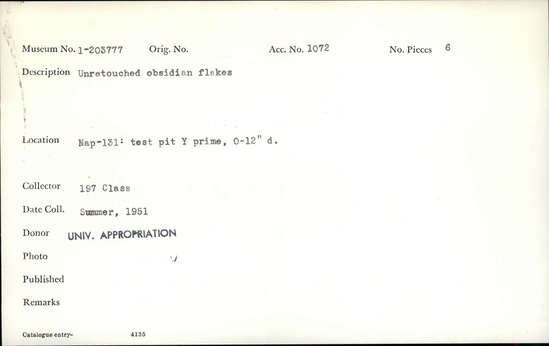 Museum No. 1-203777 Orig. No. Acc. No. 1072 No. Pieces 6
Description Unretouched obsidian flakes
Location Nap-131: test pit Y prime, 0-12" d.
Collector 197 Class
Date Coll. Summer, 1951
Donor UNIV. APPROPRIATION
Photo
Published
Remarks
Catalogue entry- 4135